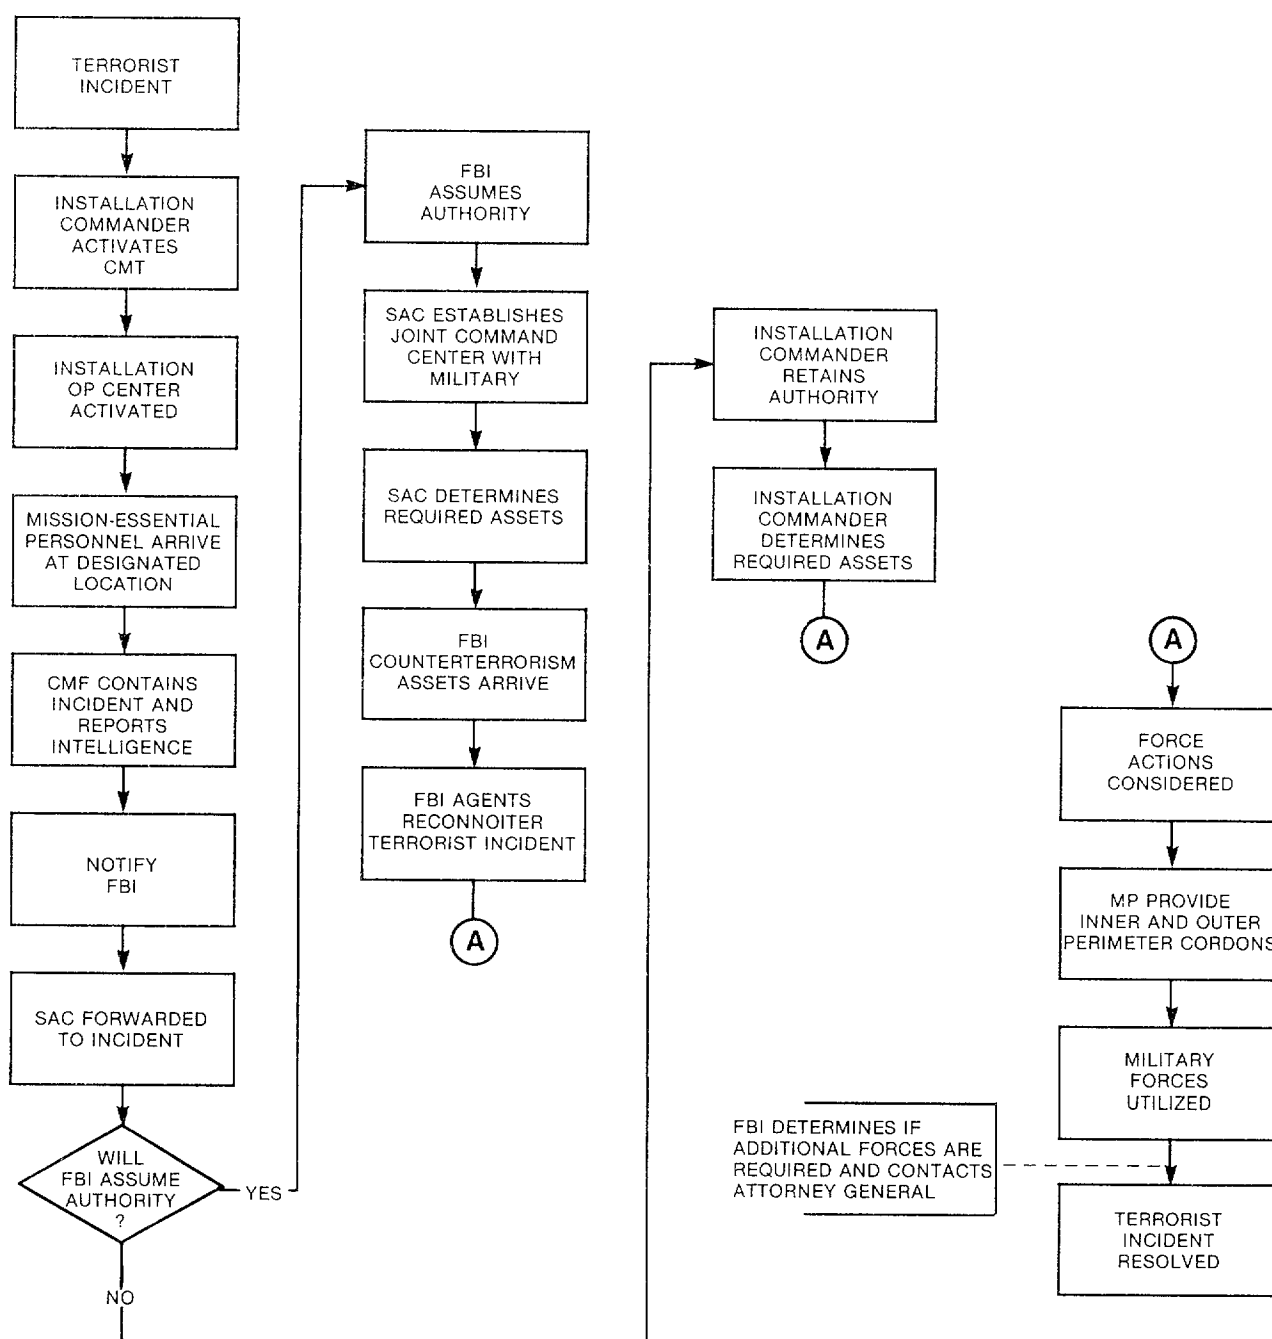 TERRORIST
INCIDENT
INSTALLATION
COMMANDER
ACTIVATES
CMT
INSTALLATION
OP CENTER
ACTIVATED
MISSION-ESSENTIAL
PERSONNEL ARRIVE
AT DESIGNATED
LOCATION
CMF CONTAINS
INCIDENT AND
REPORTS
INTELLIGENCE
NOTIFY
FBI
SAC FORWARDED
TO INCIDENT
WILL
FBI ASSUME
AUTHORITY
?
YES
NO
FBI
ASSUMES
AUTHORITY
SAC ESTABLISHES
JOINT COMMAND
CENTER WITH
MILITARY
SAC DETERMINES
REQUIRED ASSETS
FBI
COUNTERTERRORISM
ASSETS ARRIVE
FBI AGENTS
RECONNOITER
TERRORIST INCIDENT
A
INSTALLATION
COMMANDER
RETAINS
AUTHORITY
INSTALLATION
COMMANDER
DETERMINES
REQUIRED ASSETS
A
A
FORCE
ACTIONS
CONSIDERED
MP PROVIDE
INNER AND OUTER
PERIMETER CORDONS
MILITARY
FORCES
UTILIZED
FBI DETERMINES IF
ADDITIONAL FORCES ARE
REQUIRED AND CONTACTS
ATTORNEY GENERAL
TERRORIST
INCIDENT
RESOLVED